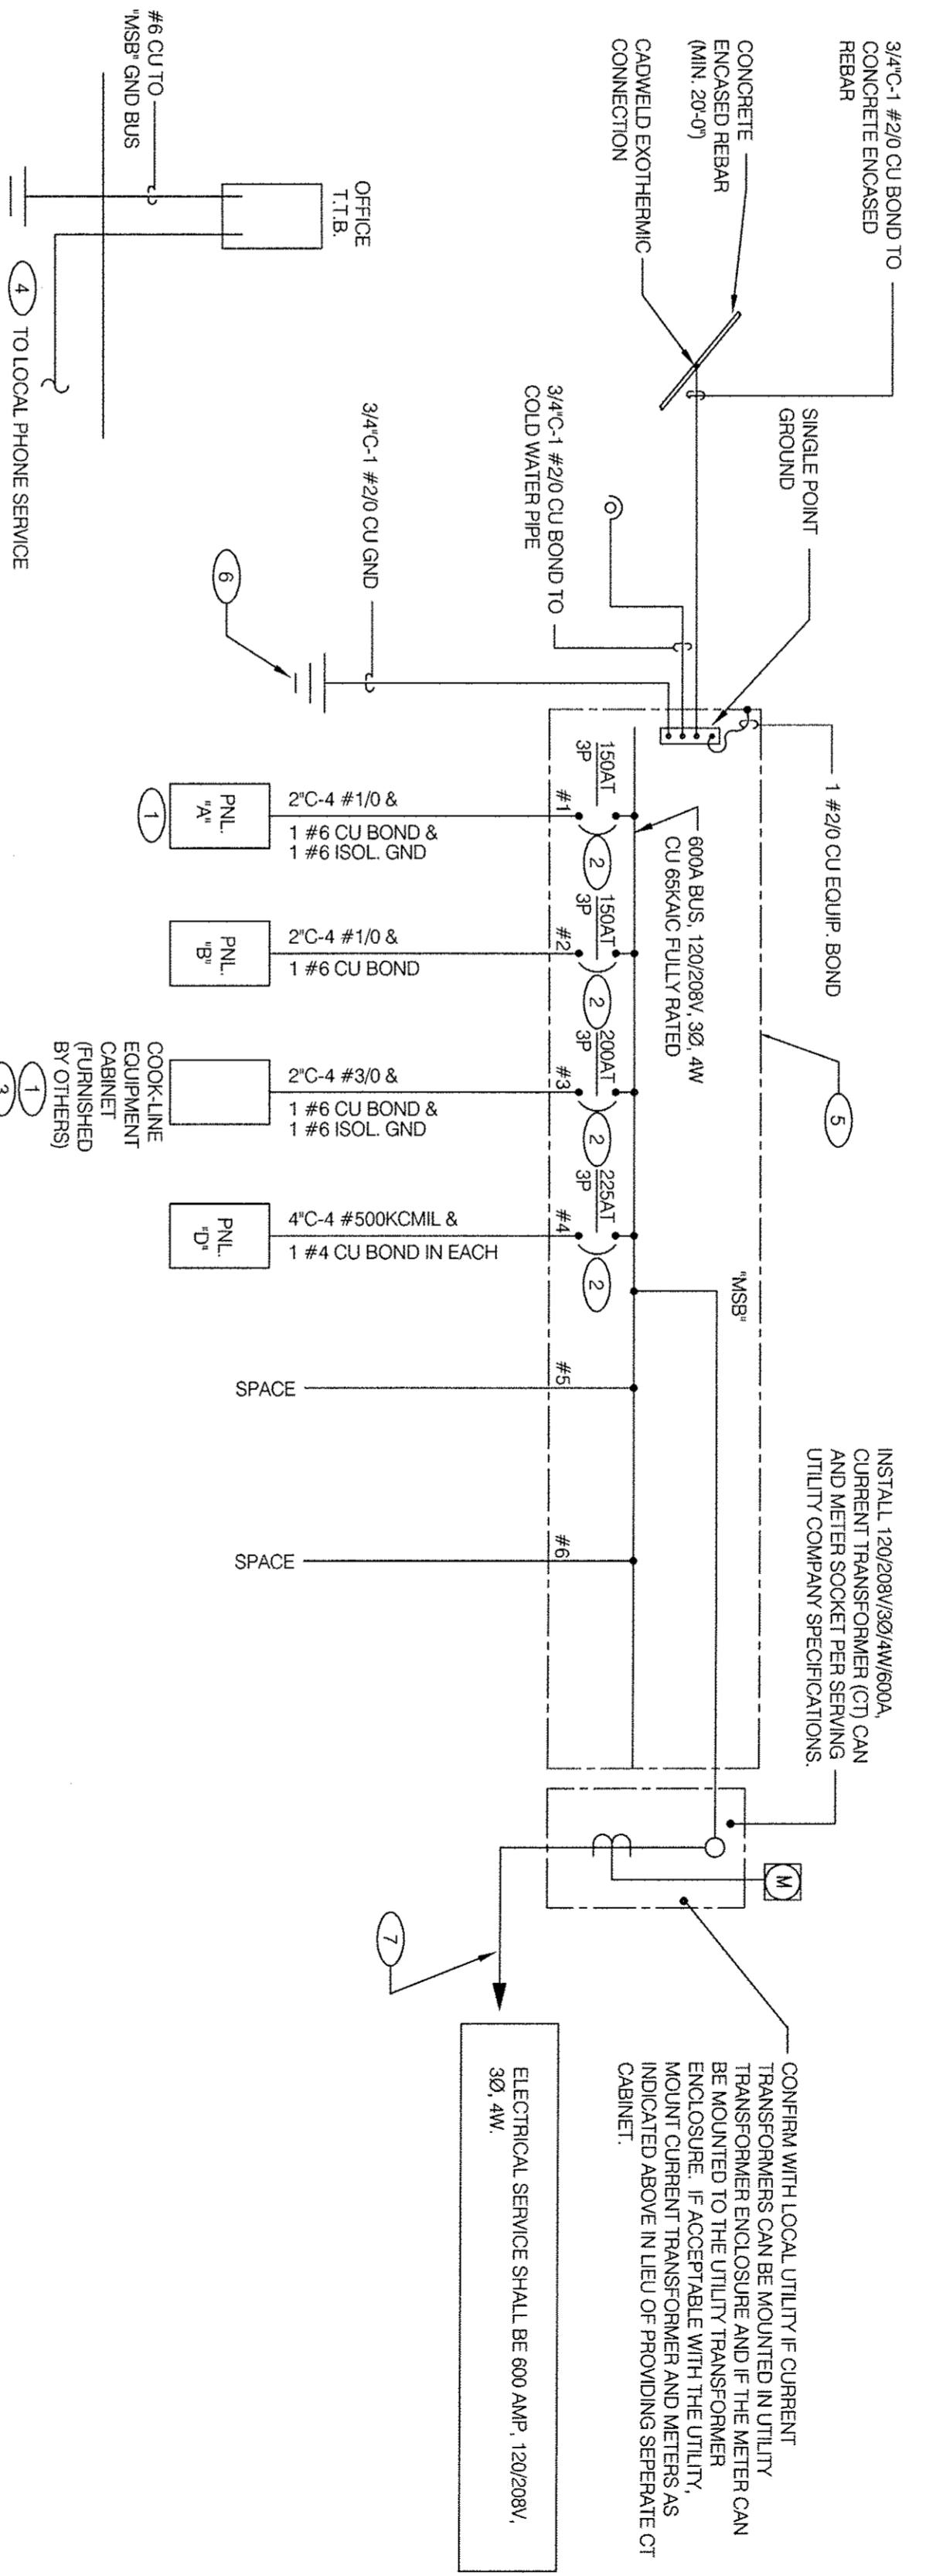 3/4"C-1 #2/0 CU BOND TO
CONCRETE ENCASED
REBAR
CONCRETE
ENCASED REBAR
(MIN. 20'-0")
CADWELD EXOTHERMIC
CONNECTION
SINGLE POINT
GROUND
3/4"C-1 #2/0 CU BOND TO
COLD WATER PIPE
3/4"C-1 #2/0 CU GND
6
#6 CU TO
"MSB" GND BUS
OFFICE
T.T.B.
4
TO LOCAL PHONE SERVICE
1 #2/0 CU EQUIP. BOND
5
600A BUS, 120/208V, 3Ø, 4W
CU 65KAIC FULLY RATED
"MSB"
150AT
3P
2
#1
150AT
3P
2
#2
200AT
3P
2
#3
225AT
3P
2
#4
#5
#6
2"C-4 #1/0 &
1 #6 CU BOND &
1 #6 ISOL. GND
PNL.
"A"
1
2"C-4 #1/0 &
1 #6 CU BOND
PNL.
"B"
2"C-4 #3/0 &
1 #6 CU BOND &
1 #6 ISOL. GND
COOK-LINE
EQUIPMENT
CABINET
(FURNISHED
BY OTHERS)
1
3
4"C-4 #500KCMIL &
1 #4 CU BOND IN EACH
PNL.
"D"
SPACE
SPACE
INSTALL 120/208V/3Ø/4W/600A,
CURRENT TRANSFORMER (CT) CAN
AND METER SOCKET PER SERVING
UTILITY COMPANY SPECIFICATIONS.
M
7
CONFIRM WITH LOCAL UTILITY IF CURRENT
TRANSFORMERS CAN BE MOUNTED IN UTILITY
TRANSFORMER ENCLOSURE AND IF THE METER CAN
BE MOUNTED TO THE UTILITY TRANSFORMER
ENCLOSURE. IF ACCEPTABLE WITH THE UTILITY,
MOUNT CURRENT TRANSFORMER AND METERS AS
INDICATED ABOVE IN LIEU OF PROVIDING SEPERATE CT
CABINET.
ELECTRICAL SERVICE SHALL BE 600 AMP, 120/208V,
3Ø, 4W.